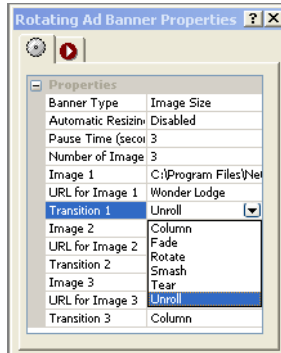 Rotating Ad Banner Properties
Properties
Banner Type Image Size
Automatic Resizin Disabled
Pause Time (secon 3
Number of Image 3
Image 1 C:\Program Files\Net
URL for Image 1 Wonder Lodge
Transition 1 Unroll
Image 2 Column
URL for Image 2 Fade
Rotate
Transition 2 Smash
Image 3 Tear
URL for Image 3 Unroll
Transition 3 Column